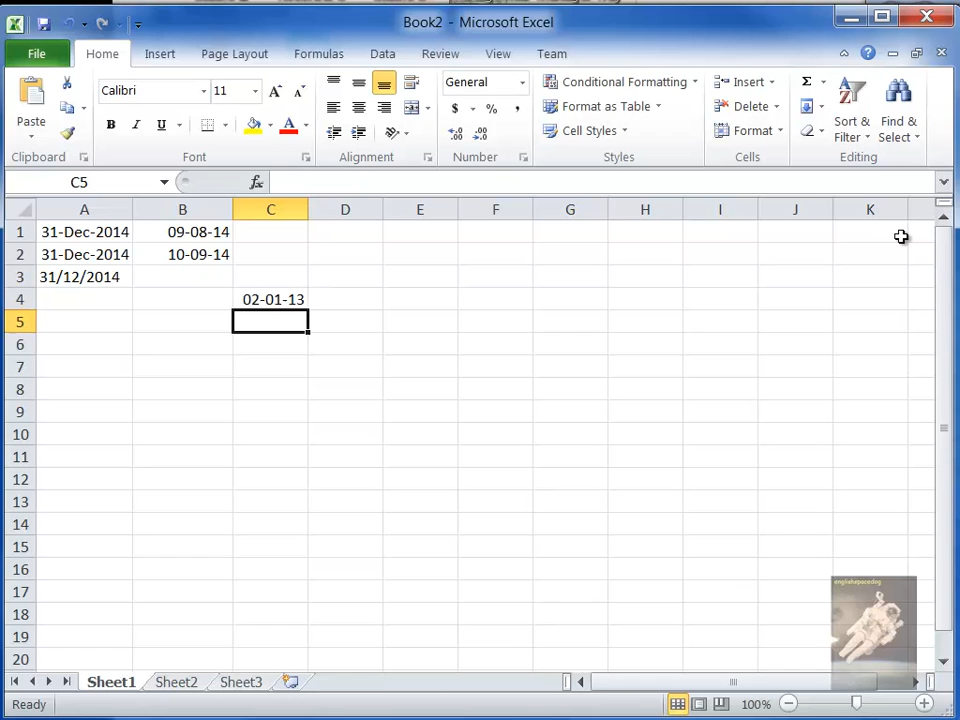 Book2 - Microsoft Excel
File Home Insert Page Layout Formulas Data Review View Team
Paste
Clipboard
Calibri 11
B I U
Font
Alignment
General
$ % ,
Number
Conditional Formatting
Format as Table
Cell Styles
Styles
Insert
Delete
Format
Cells
Sort & Filter
Find & Select
Editing
C5 fx
A B C D E F G H I J K
1 31-Dec-2014 09-08-14
2 31-Dec-2014 10-09-14
3 31/12/2014
4 02-01-13
5
6
7
8
9
10
11
12
13
14
15
16
17
18
19
20
englishspacedog
Sheet1 Sheet2 Sheet3
Ready 100%